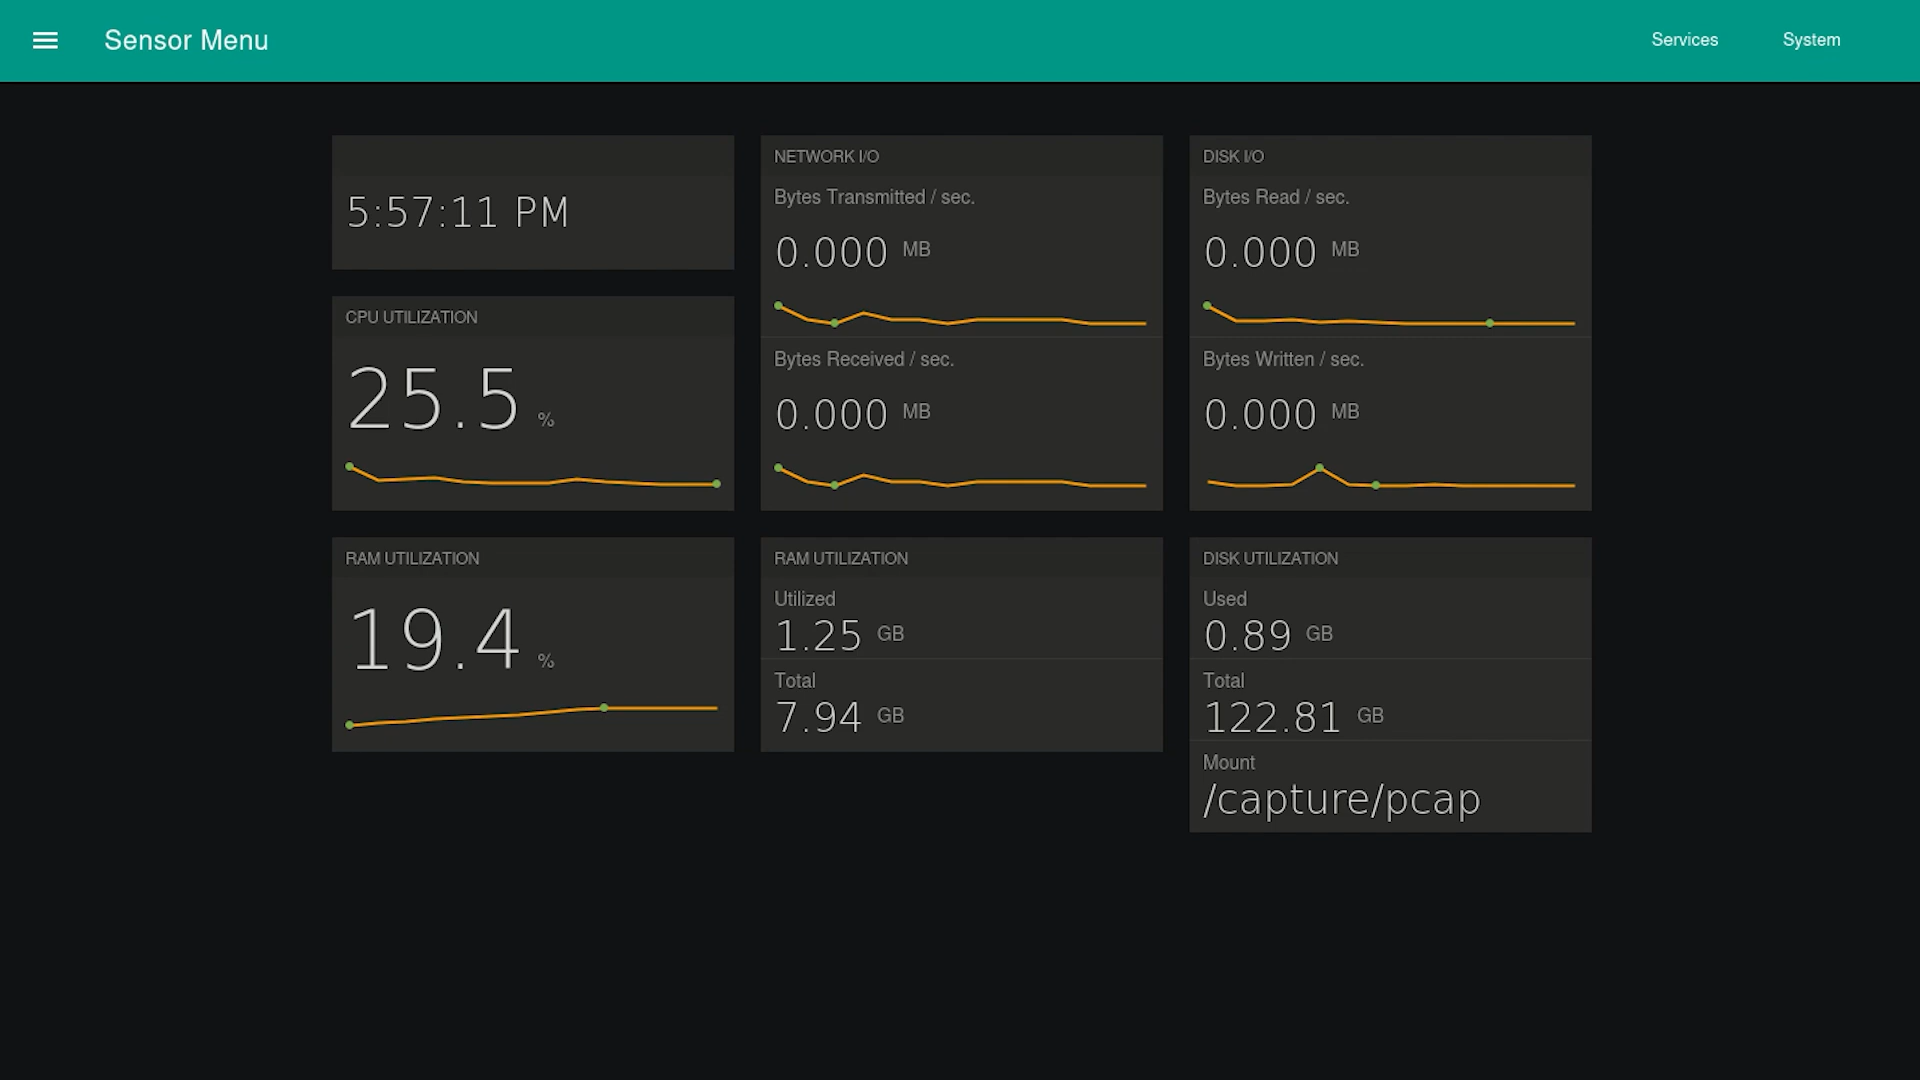 Sensor Menu
Services
System
5:57:11 PM
CPU UTILIZATION
25.5 %
RAM UTILIZATION
19.4 %
NETWORK I/O
Bytes Transmitted / sec.
0.000 MB
Bytes Received / sec.
0.000 MB
RAM UTILIZATION
Utilized
1.25 GB
Total
7.94 GB
DISK I/O
Bytes Read / sec.
0.000 MB
Bytes Written / sec.
0.000 MB
DISK UTILIZATION
Used
0.89 GB
Total
122.81 GB
Mount
/capture/pcap